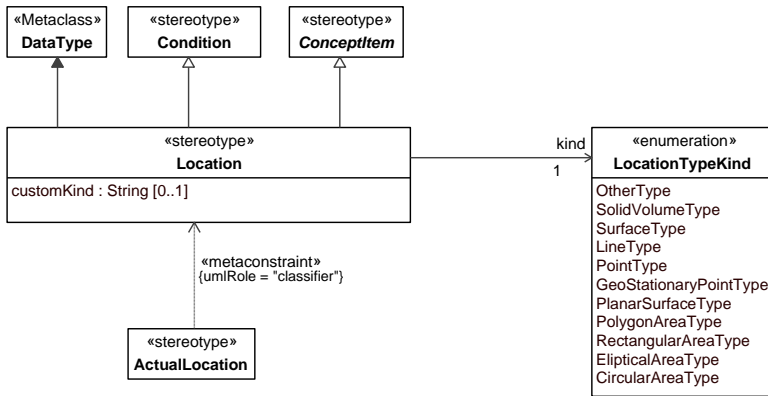 «Metaclass»
DataType
«stereotype»
Condition
«stereotype»
ConceptItem
«stereotype»
Location
customKind : String [0..1]
kind
1
«enumeration»
LocationTypeKind
OtherType
SolidVolumeType
SurfaceType
LineType
PointType
GeoStationaryPointType
PlanarSurfaceType
PolygonAreaType
RectangularAreaType
ElipticalAreaType
CircularAreaType
«metaconstraint»
{umlRole = "classifier"}
«stereotype»
ActualLocation